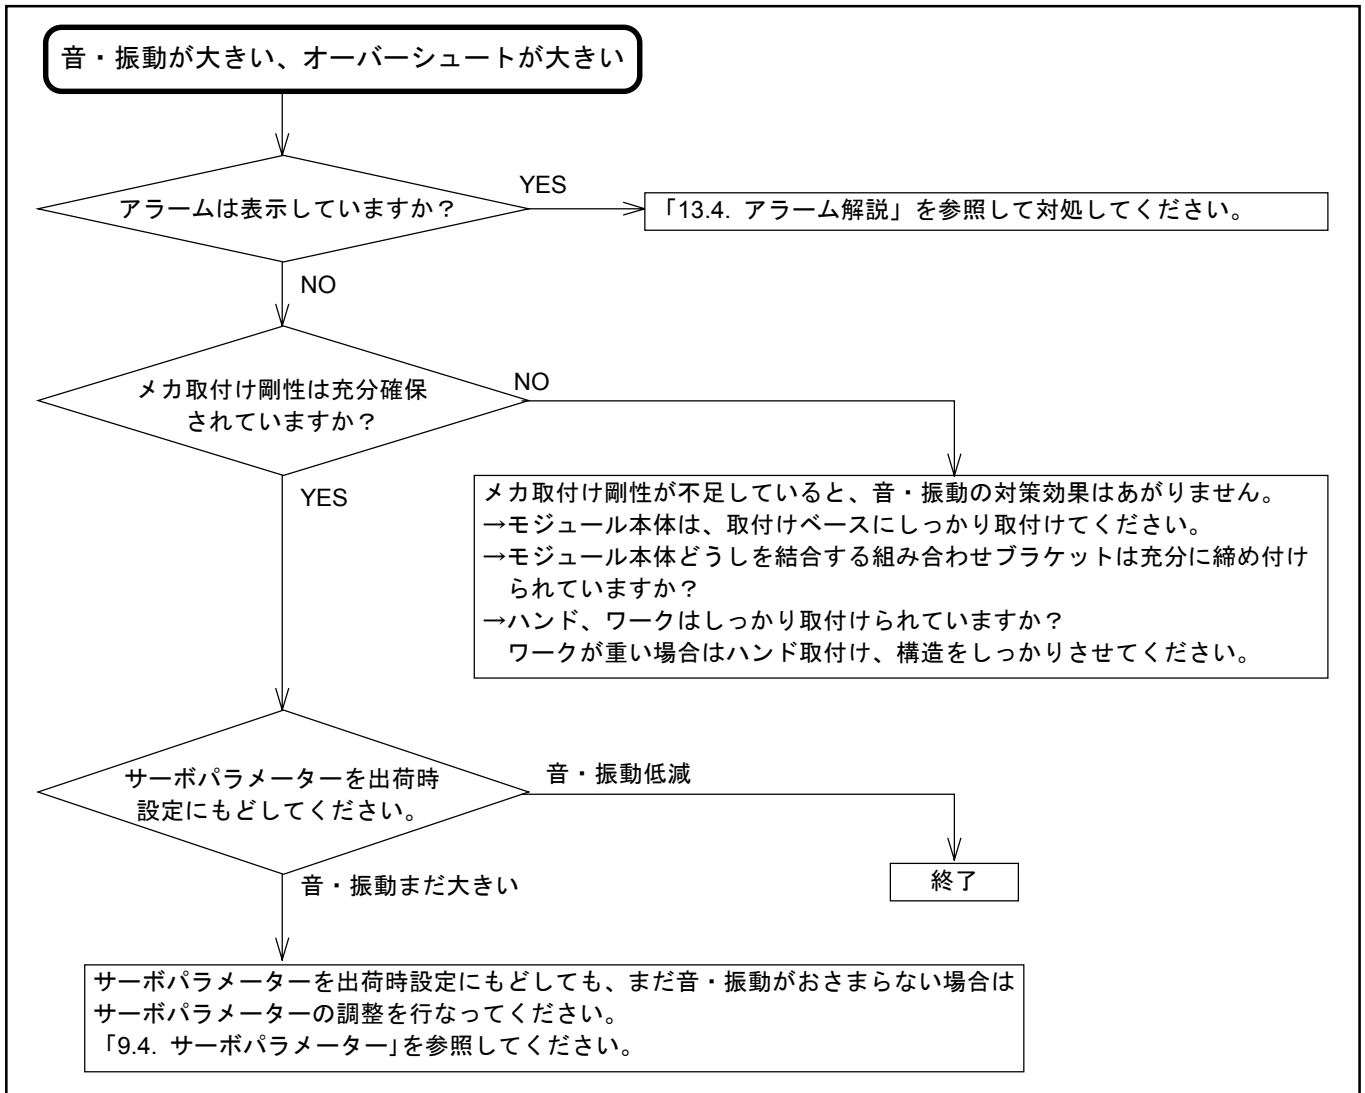 音・振動が大きい、オーバーシュートが大きい
アラームは表示していますか？
YES
「13.4. アラーム解説」を参照して対処してください。
NO
メカ取付け剛性は充分確保
されていますか？
NO
YES
メカ取付け剛性が不足していると、音・振動の対策効果はあがりません。
→モジュール本体は、取付けベースにしっかり取付けてください。
→モジュール本体どうしを結合する組み合わせブラケットは充分に締め付け
られていますか？
→ハンド、ワークはしっかり取付けられていますか？
ワークが重い場合はハンド取付け、構造をしっかりさせてください。
サーボパラメーターを出荷時
設定にもどしてください。
音・振動低減
終了
音・振動まだ大きい
サーボパラメーターを出荷時設定にもどしても、まだ音・振動がおさまらない場合は
サーボパラメーターの調整を行なってください。
「9.4. サーボパラメーター」を参照してください。